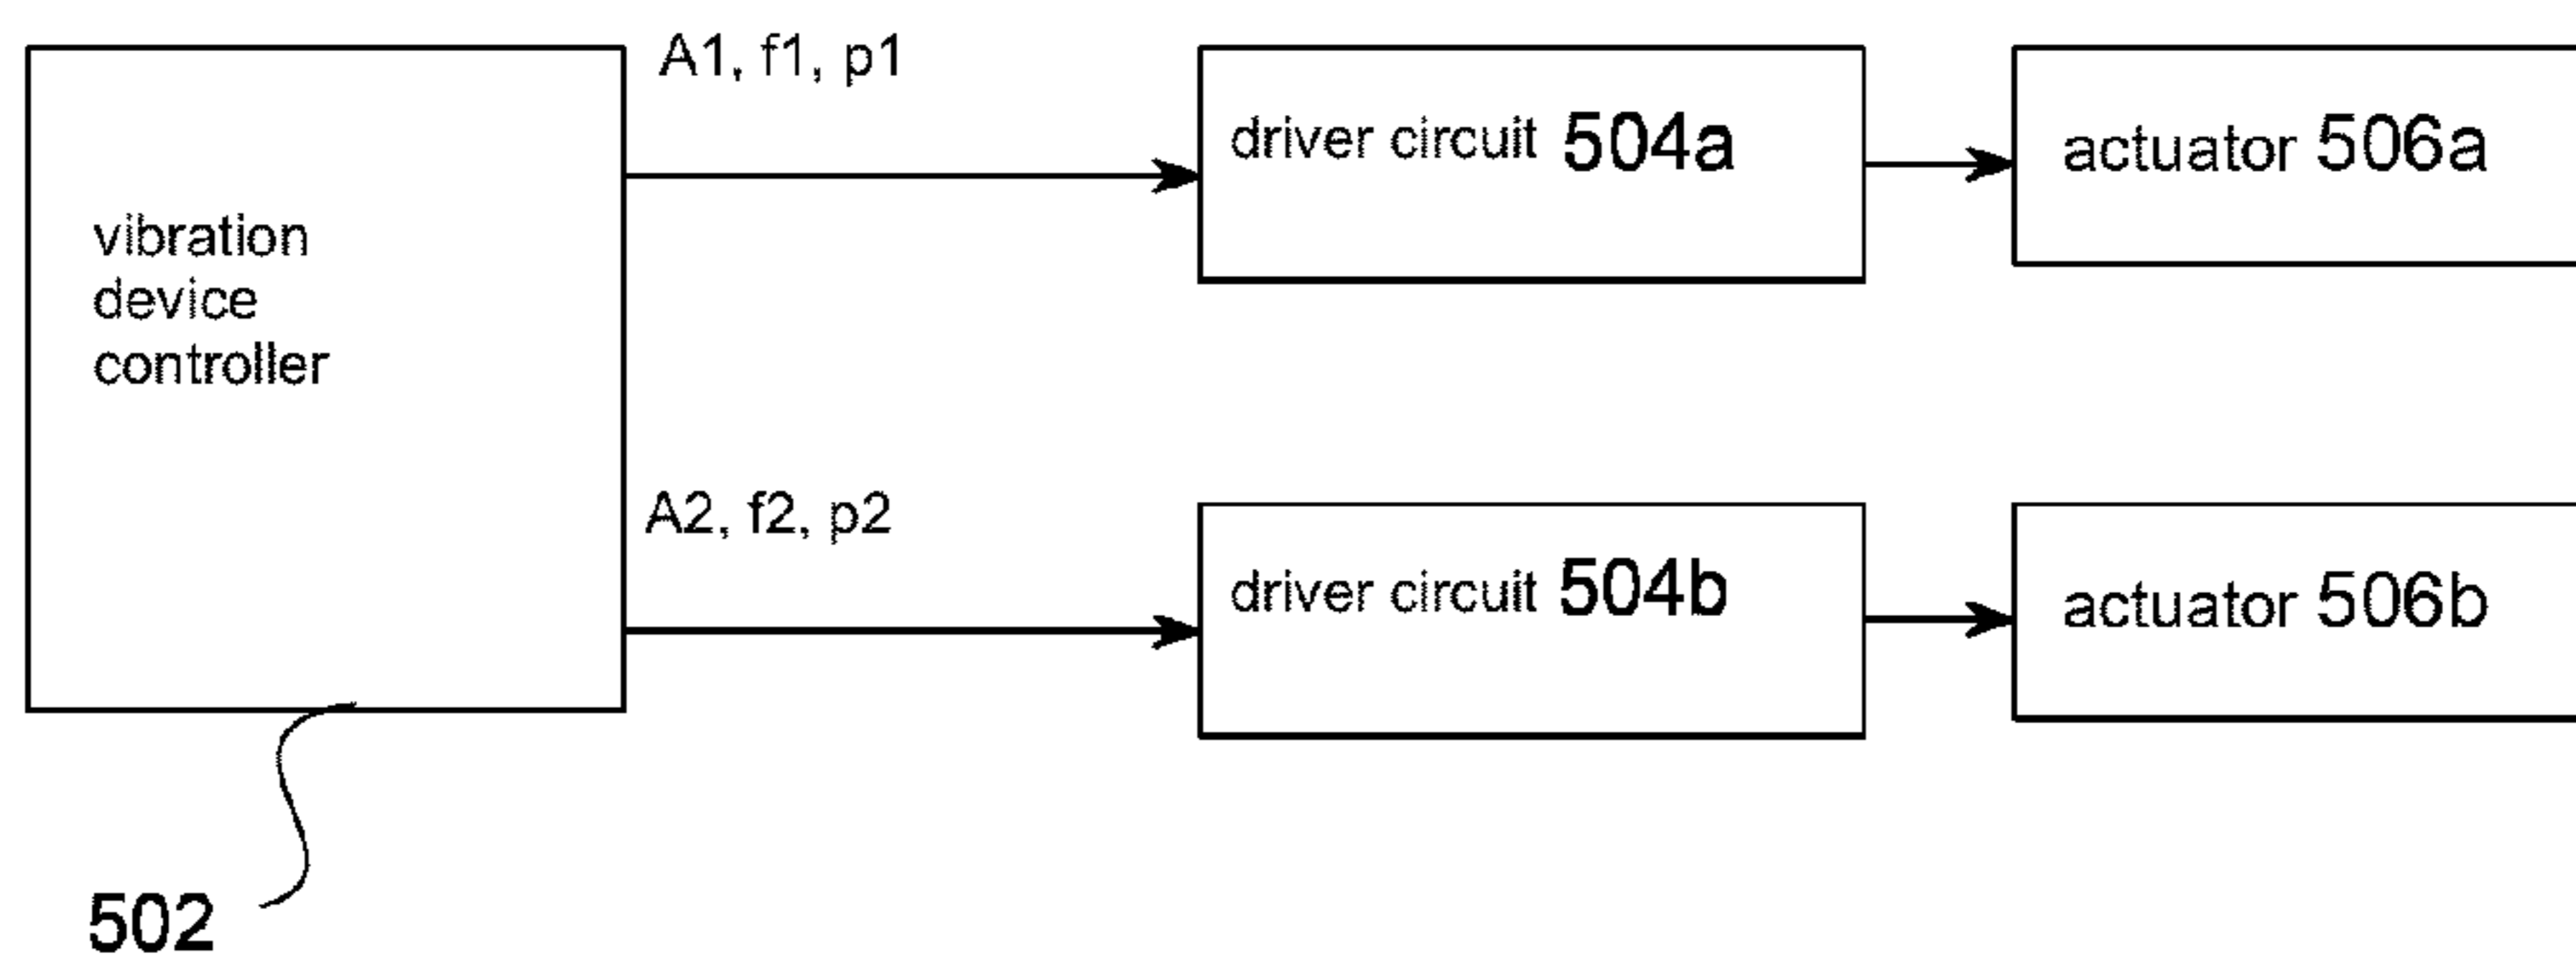 A1, f1, p1
driver circuit 504a
actuator 506a
vibration
device
controller
A2, f2, p2
driver circuit 504b
actuator 506b
502